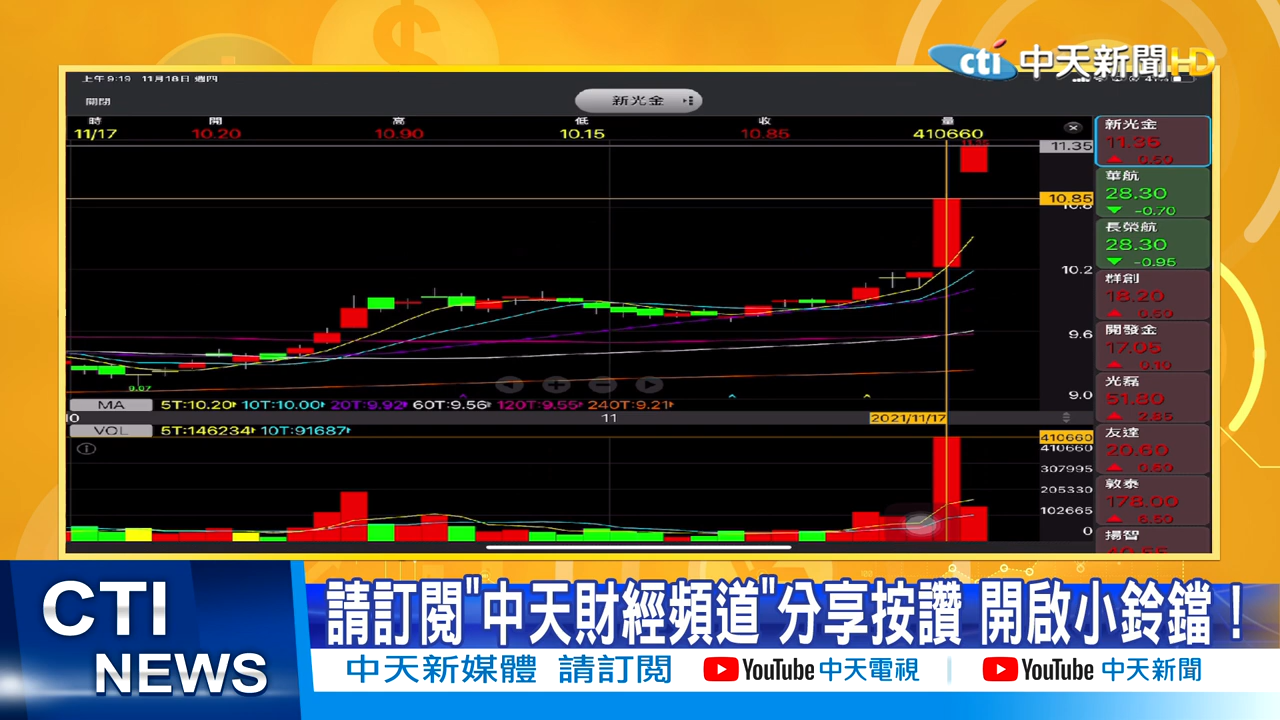 cti 中天新聞HD
上午9:19 11月18日 週四
關閉
新光金
時 開 高 低 收 量
11/17 10.20 10.90 10.15 10.85 410660
11.35
10.85
10.2
9.6
9.0
9.07
MA 5T:10.20 10T:10.00 20T:9.92 60T:9.56 120T:9.55 240T:9.21
10 11 2021/11/17
VOL 5T:146234 10T:91687
410660
410660
307995
205330
102665
0
新光金
11.35
▲ 0.50
華航
28.30
▼ -0.70
長榮航
28.30
▼ -0.95
群創
18.20
▲ 0.60
開發金
17.05
▲ 0.10
光磊
51.80
▲ 2.85
友達
20.60
▲ 0.60
敦泰
178.00
▲ 6.50
揚智
CTI
NEWS
請訂閱"中天財經頻道"分享按讚 開啟小鈴鐺！
中天新媒體 請訂閱 YouTube 中天電視 YouTube 中天新聞